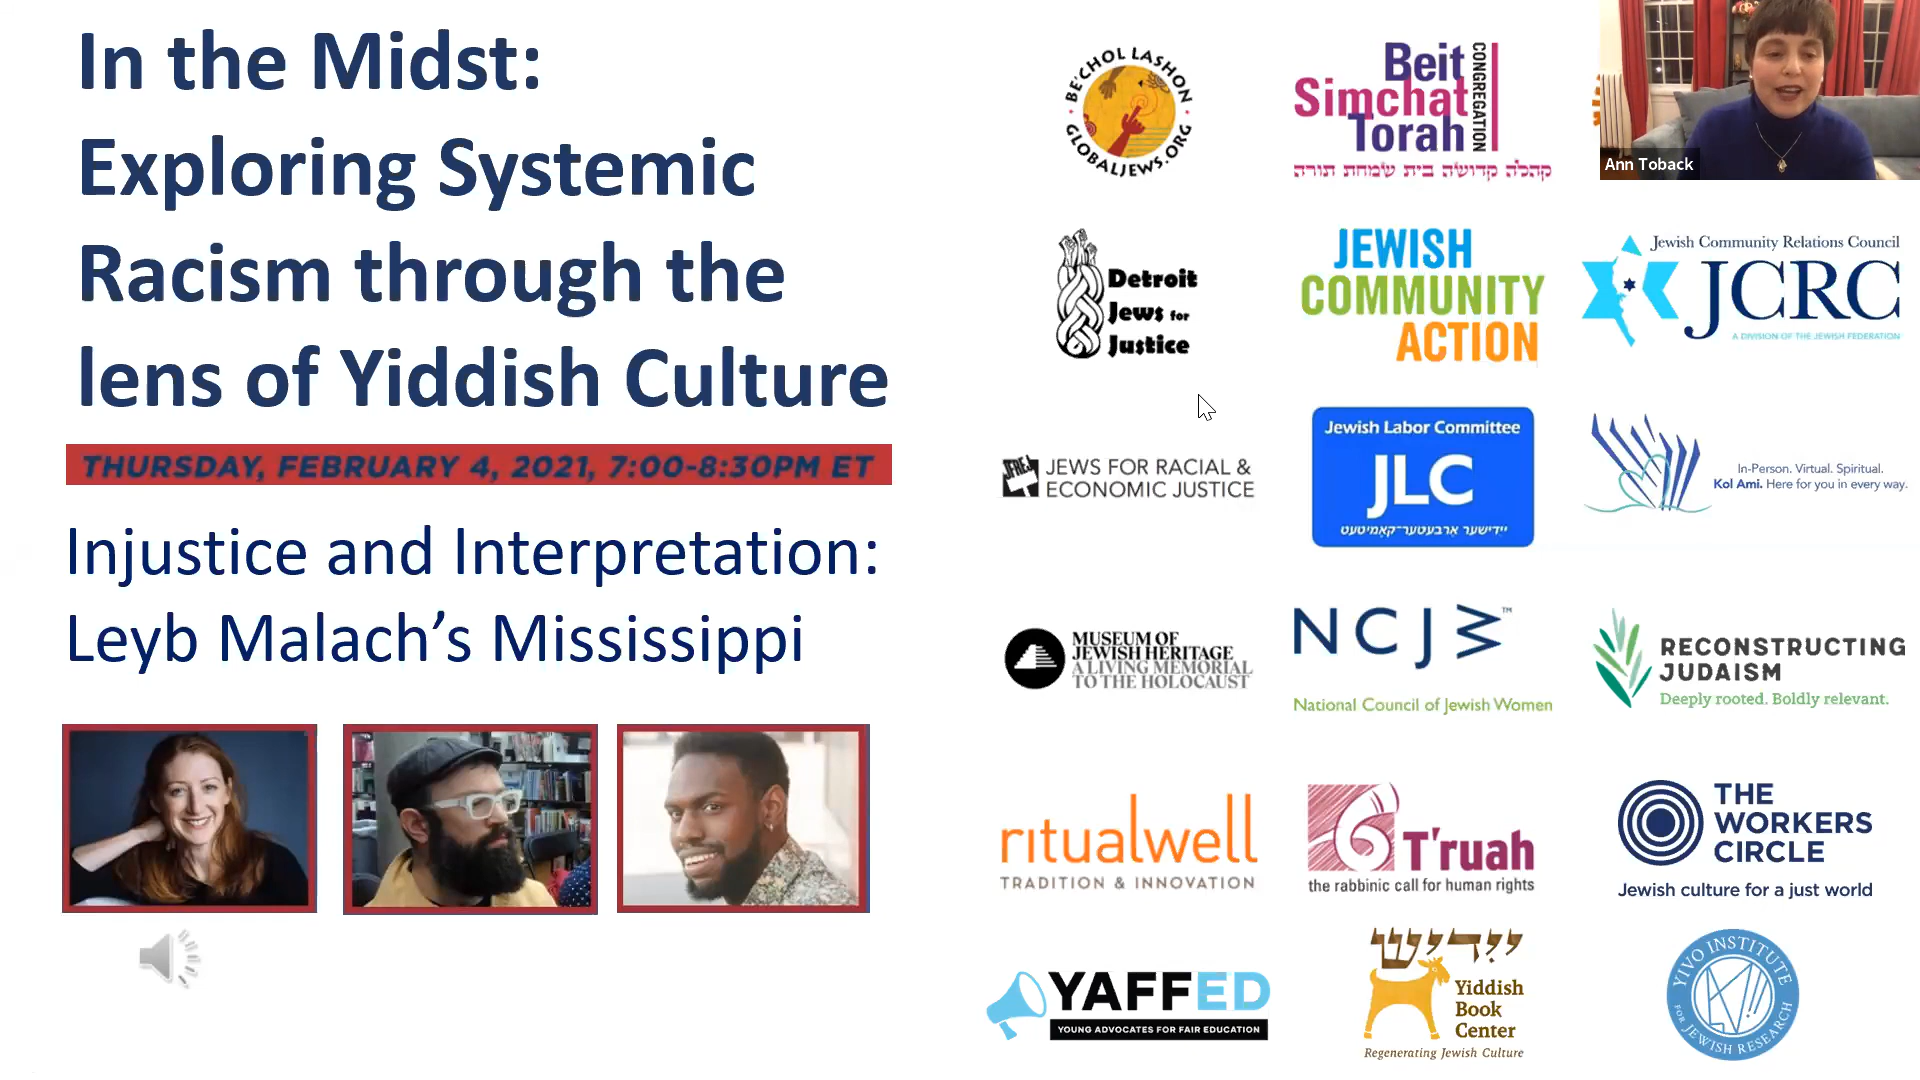 In the Midst:
Exploring Systemic
Racism through the
lens of Yiddish Culture
THURSDAY, FEBRUARY 4, 2021, 7:00-8:30PM ET
Injustice and Interpretation:
Leyb Malach's Mississippi
BE'CHOL LASHON
GLOBALJEWS.ORG
Beit
Simchat
Torah
CONGREGATION
קהלה קדושה בית שמחת תורה
Ann Toback
Detroit
Jews for
Justice
JEWISH
COMMUNITY
ACTION
Jewish Community Relations Council
JCRC
A DIVISION OF THE JEWISH FEDERATION
JFREJ
JEWS FOR RACIAL &
ECONOMIC JUSTICE
Jewish Labor Committee
JLC
ייִדישער אַרבעטער־קאָמיטעט
In-Person. Virtual. Spiritual.
Kol Ami. Here for you in every way.
MUSEUM OF
JEWISH HERITAGE
A LIVING MEMORIAL
TO THE HOLOCAUST
NCJW™
National Council of Jewish Women
RECONSTRUCTING
JUDAISM
Deeply rooted. Boldly relevant.
ritualwell
TRADITION & INNOVATION
T'ruah
the rabbinic call for human rights
THE
WORKERS
CIRCLE
Jewish culture for a just world
YAFFED
YOUNG ADVOCATES FOR FAIR EDUCATION
ייִדיש
Yiddish
Book
Center
Regenerating Jewish Culture
YIVO INSTITUTE
FOR JEWISH RESEARCH